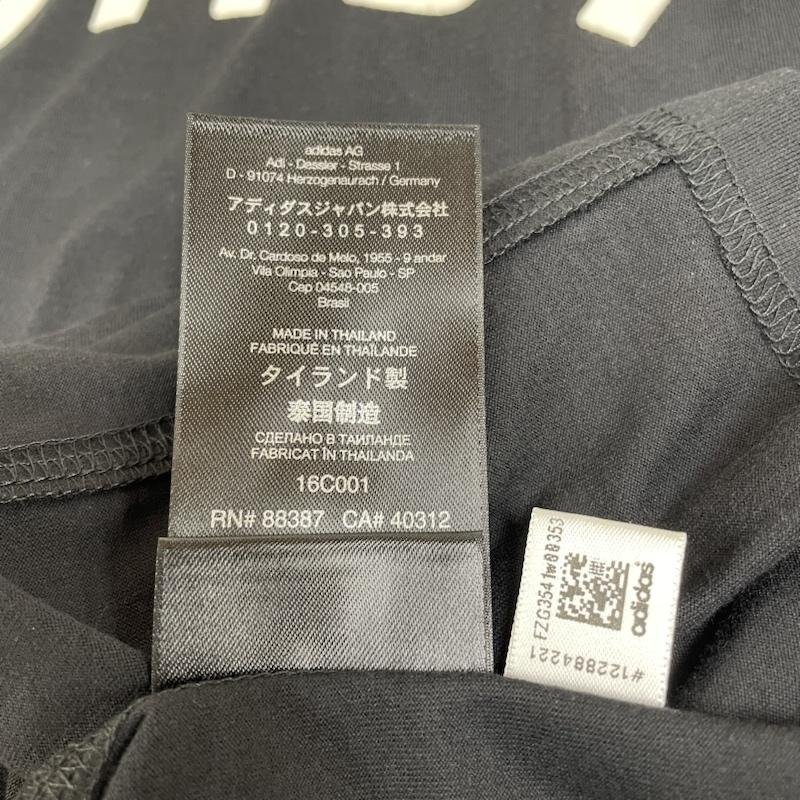 adidas AG
Adi - Dassler - Strasse 1
D - 91074 Herzogenaurach / Germany
アディダスジャパン株式会社
0120-305-393
Av. Dr. Cardoso de Melo, 1955 - 9 andar
Vila Olimpia - Sao Paulo - SP
Cep 04548-005
Brasil
MADE IN THAILAND
FABRIQUÉ EN THAÏLANDE
タイランド製
泰国制造
СДЕЛАНО В ТАИЛАНДЕ
FABRICAT ÎN THAILANDA
16C001
RN# 88387 CA# 40312
FZG3541w00353
adidas
#122884221